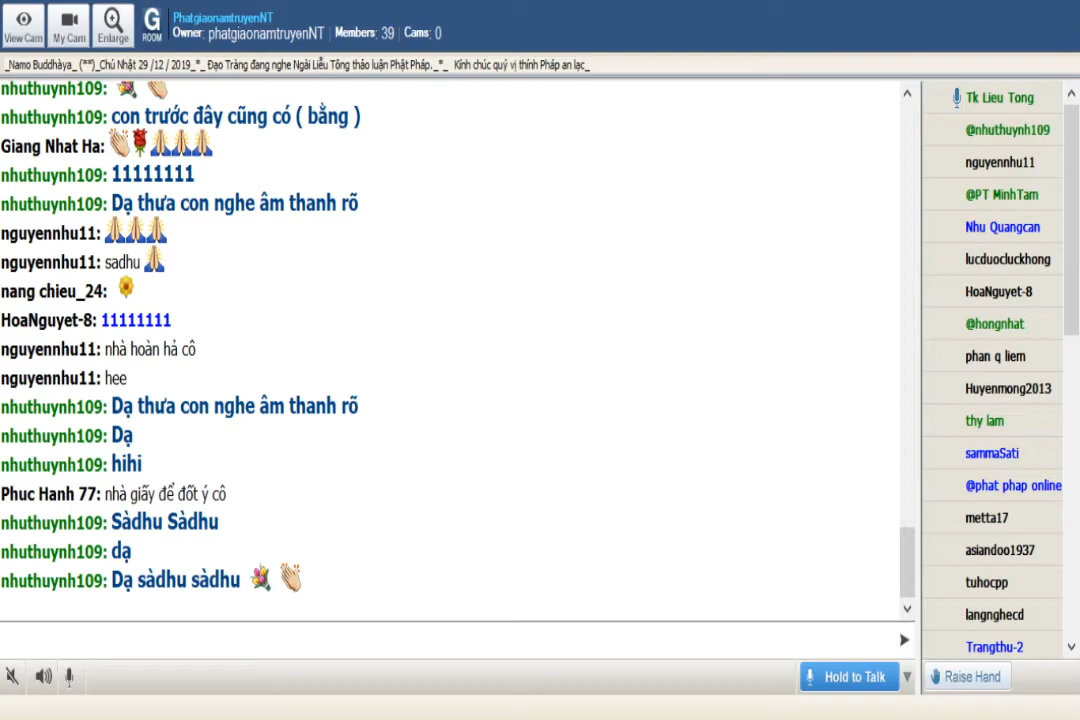 View Cam
My Cam
Enlarge
G
ROOM
PhatgiaonamtruyenNT
Owner: phatgiaonamtruyenNT Members: 39 Cams: 0
_Namo Buddhàya_ (**)_Chủ Nhật 29 /12 / 2019_*_ Đạo Tràng đang nghe Ngài Liễu Tông thảo luận Phật Pháp._*_ Kính chúc quý vị thính Pháp an lạc_
nhuthuynh109:
nhuthuynh109: con trước đây cũng có ( bằng )
Giang Nhat Ha:
nhuthuynh109: 11111111
nhuthuynh109: Dạ thưa con nghe âm thanh rõ
nguyennhu11:
nguyennhu11: sadhu
nang chieu_24:
HoaNguyet-8: 11111111
nguyennhu11: nhà hoàn hả cô
nguyennhu11: hee
nhuthuynh109: Dạ thưa con nghe âm thanh rõ
nhuthuynh109: Dạ
nhuthuynh109: hihi
Phuc Hanh 77: nhà giấy để đốt ý cô
nhuthuynh109: Sàdhu Sàdhu
nhuthuynh109: dạ
nhuthuynh109: Dạ sàdhu sàdhu
Tk Lieu Tong
@nhuthuynh109
nguyennhu11
@PT MinhTam
Nhu Quangcan
lucduocluckhong
HoaNguyet-8
@hongnhat
phan q liem
Huyenmong2013
thy lam
sammaSati
@phat phap online
metta17
asiandoo1937
tuhocpp
langnghecd
Trangthu-2
Hold to Talk
Raise Hand